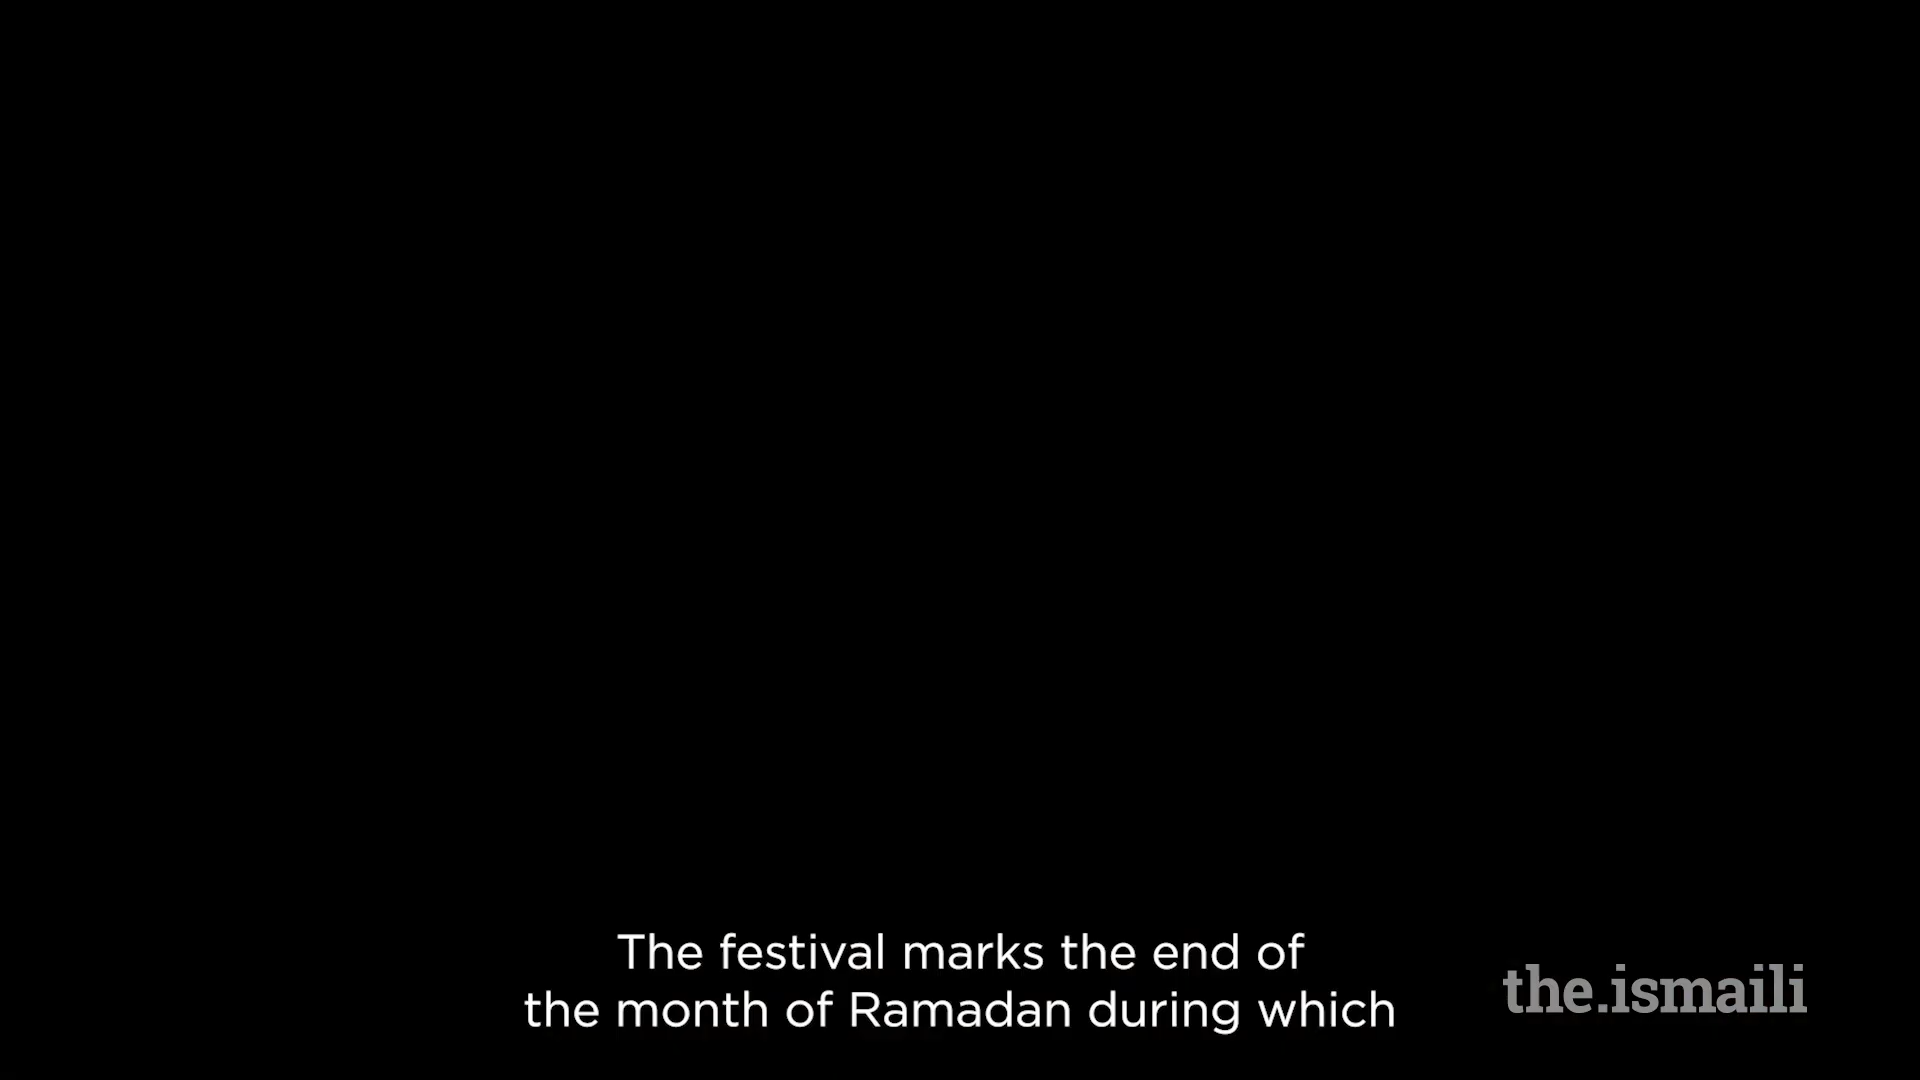 The festival marks the end of
the month of Ramadan during which
the.ismaili